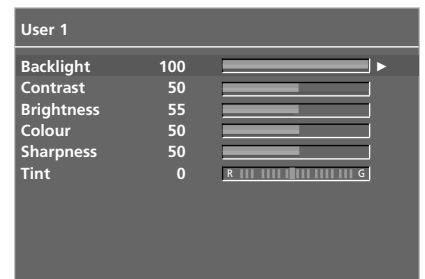 User 1
Backlight 100
Contrast 50
Brightness 55
Colour 50
Sharpness 50
Tint 0 R G